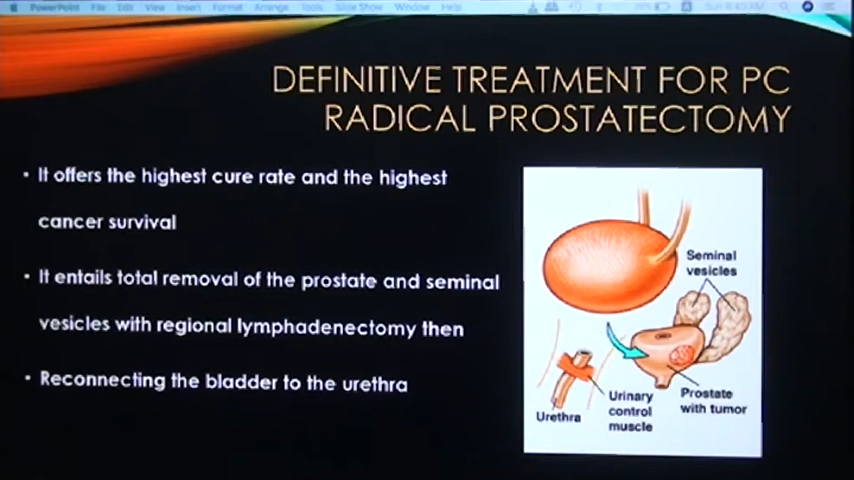 PowerPoint File Edit View Insert Format Arrange Tools Slide Show Window Help
DEFINITIVE TREATMENT FOR PC
RADICAL PROSTATECTOMY
• It offers the highest cure rate and the highest
cancer survival
• It entails total removal of the prostate and seminal
vesicles with regional lymphadenectomy then
• Reconnecting the bladder to the urethra
Seminal
vesicles
Urethra
Urinary
control
muscle
Prostate
with tumor